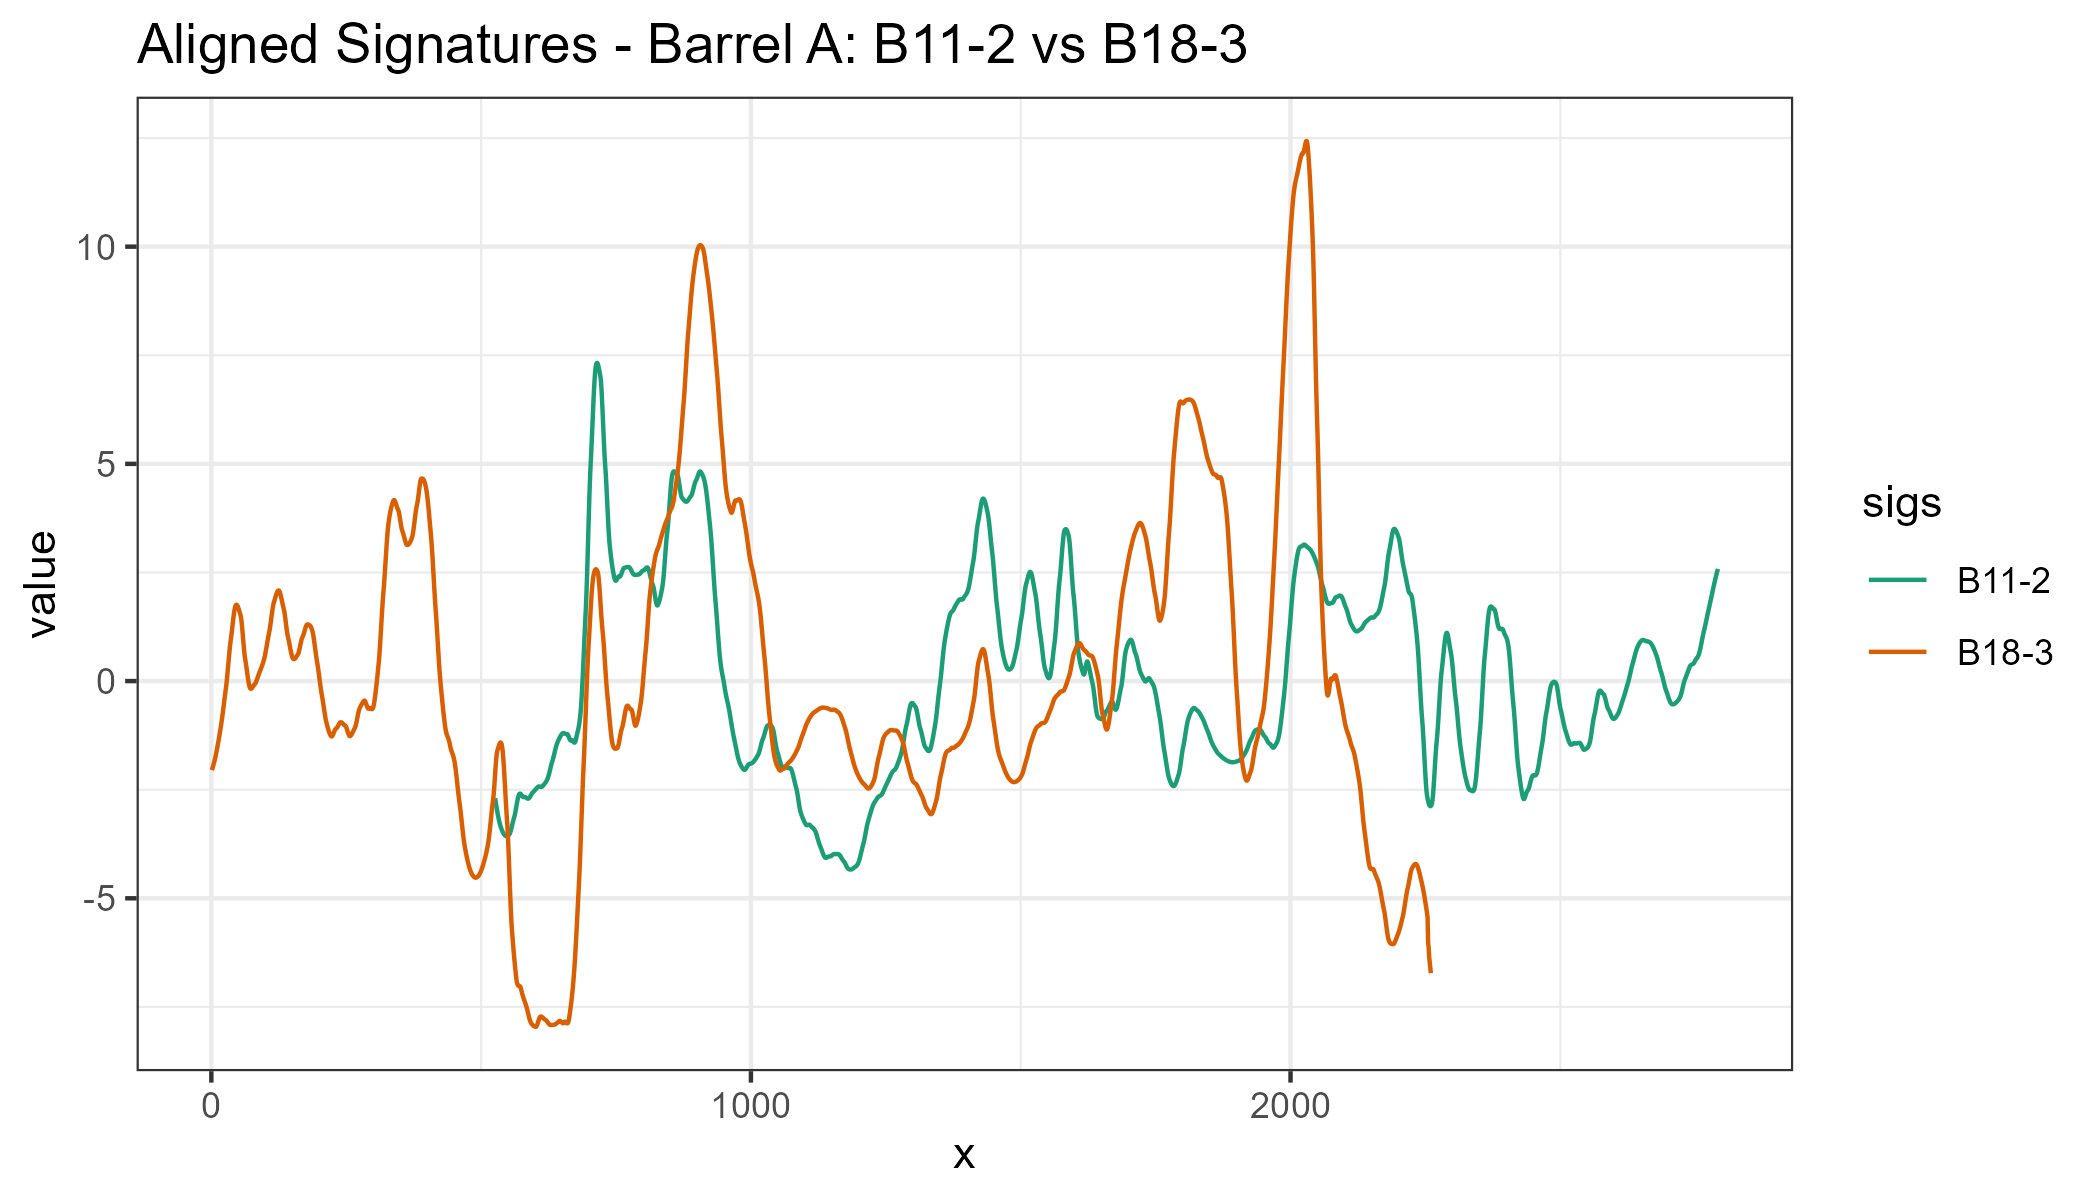 Aligned Signatures - Barrel A: B11-2 vs B18-3
10
5
0
-5
value
0 1000 2000
x
sigs
B11-2
B18-3